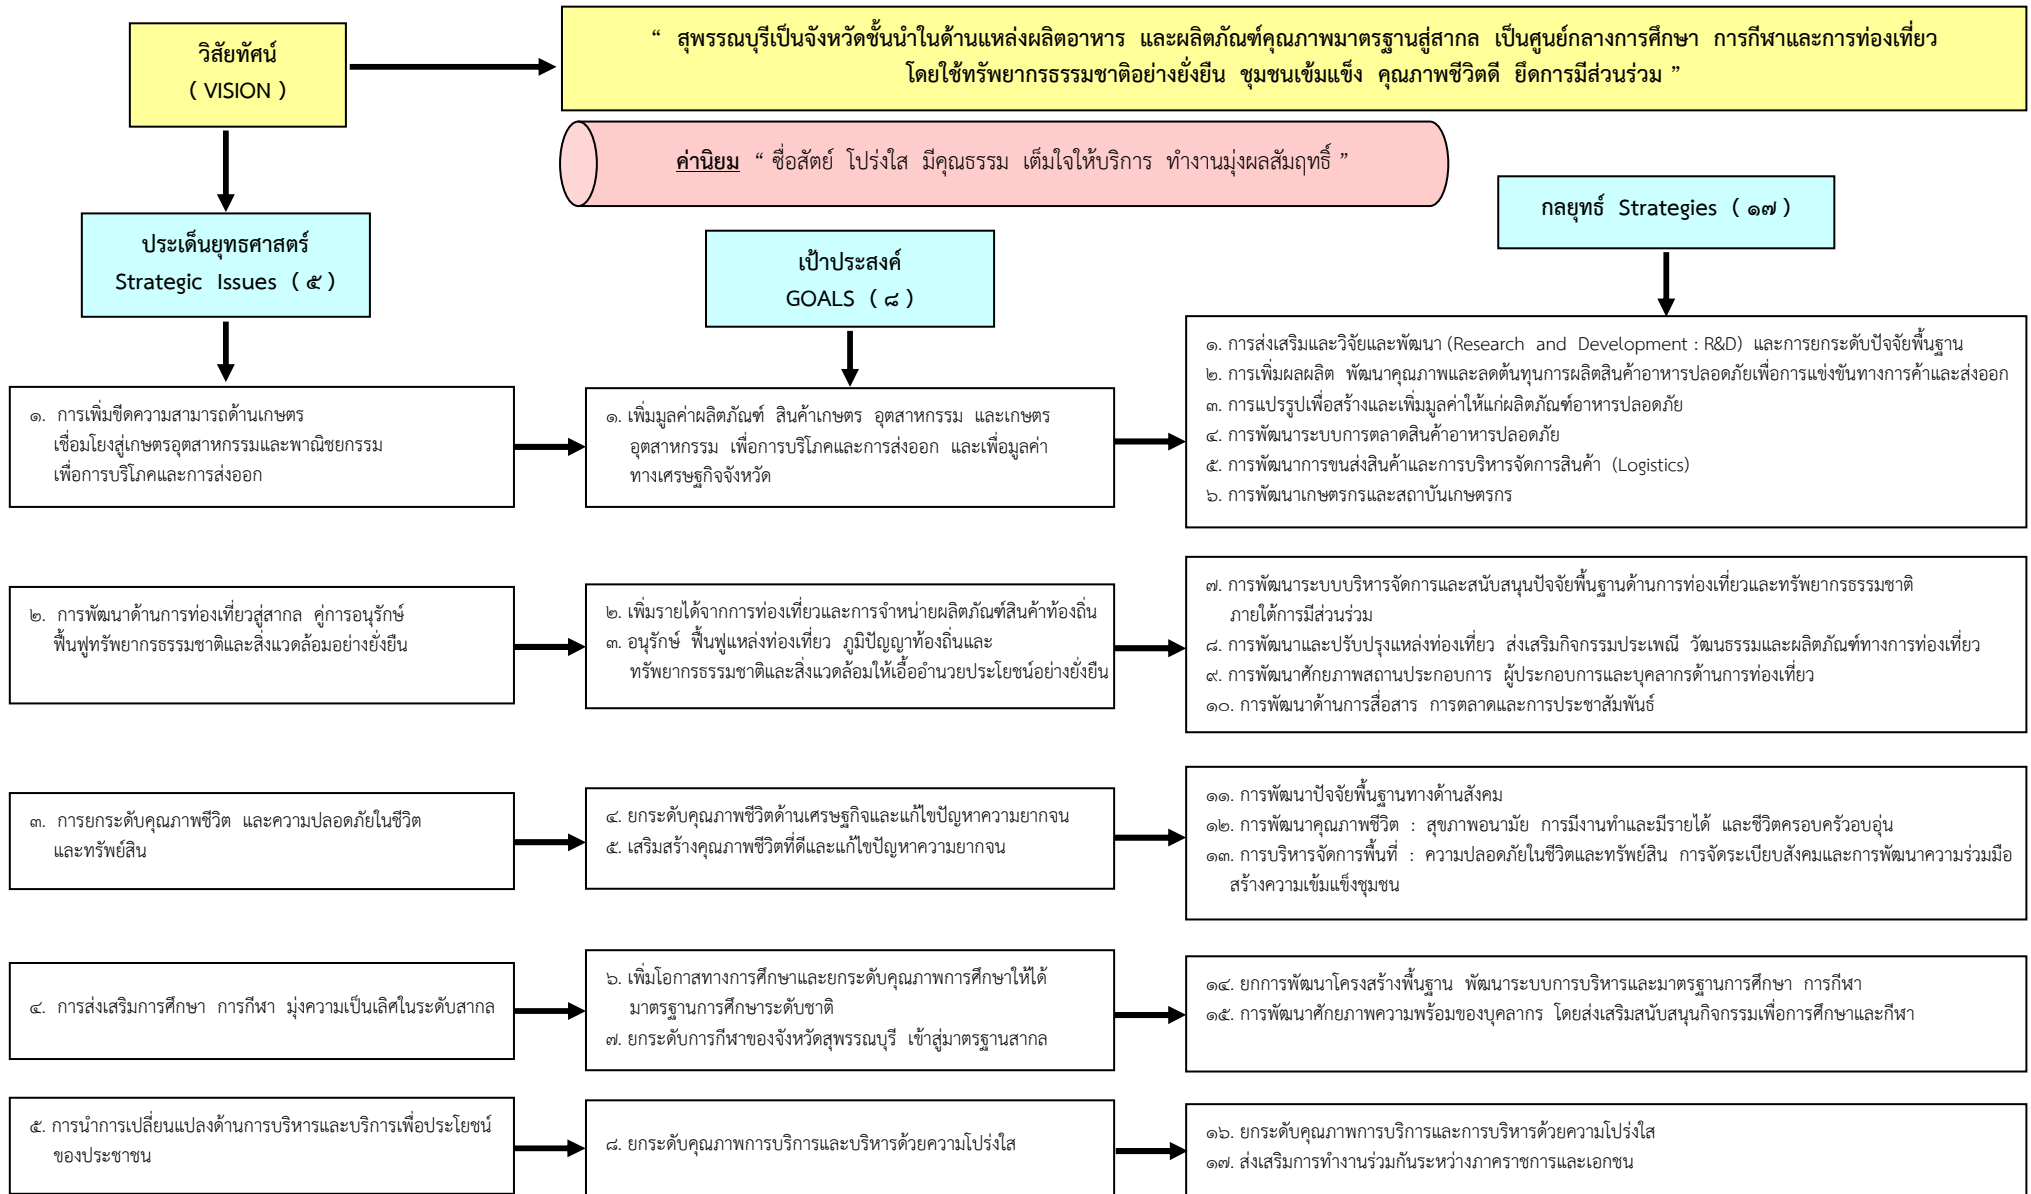 วิสัยทัศน์
( VISION )
“ สุพรรณบุรีเป็นจังหวัดชั้นนำในด้านแหล่งผลิตอาหาร และผลิตภัณฑ์คุณภาพมาตรฐานสู่สากล เป็นศูนย์กลางการศึกษา การกีฬาและการท่องเที่ยว
โดยใช้ทรัพยากรธรรมชาติอย่างยั่งยืน ชุมชนเข้มแข็ง คุณภาพชีวิตดี ยึดการมีส่วนร่วม ”
ค่านิยม “ ซื่อสัตย์ โปร่งใส มีคุณธรรม เต็มใจให้บริการ ทำงานมุ่งผลสัมฤทธิ์ ”
ประเด็นยุทธศาสตร์
Strategic Issues ( ๕ )
เป้าประสงค์
GOALS ( ๘ )
กลยุทธ์ Strategies ( ๑๗ )
๑. การเพิ่มขีดความสามารถด้านเกษตร
เชื่อมโยงสู่เกษตรอุตสาหกรรมและพาณิชยกรรม
เพื่อการบริโภคและการส่งออก
๑. เพิ่มมูลค่าผลิตภัณฑ์ สินค้าเกษตร อุตสาหกรรม และเกษตร
อุตสาหกรรม เพื่อการบริโภคและการส่งออก และเพื่อมูลค่า
ทางเศรษฐกิจจังหวัด
๑. การส่งเสริมและวิจัยและพัฒนา (Research and Development : R&D) และการยกระดับปัจจัยพื้นฐาน
๒. การเพิ่มผลผลิต พัฒนาคุณภาพและลดต้นทุนการผลิตสินค้าอาหารปลอดภัยเพื่อการแข่งขันทางการค้าและส่งออก
๓. การแปรรูปเพื่อสร้างและเพิ่มมูลค่าให้แก่ผลิตภัณฑ์อาหารปลอดภัย
๔. การพัฒนาระบบการตลาดสินค้าอาหารปลอดภัย
๕. การพัฒนาการขนส่งสินค้าและการบริหารจัดการสินค้า (Logistics)
๖. การพัฒนาเกษตรกรและสถาบันเกษตรกร
๒. การพัฒนาด้านการท่องเที่ยวสู่สากล คู่การอนุรักษ์
ฟื้นฟูทรัพยากรธรรมชาติและสิ่งแวดล้อมอย่างยั่งยืน
๒. เพิ่มรายได้จากการท่องเที่ยวและการจำหน่ายผลิตภัณฑ์สินค้าท้องถิ่น
๓. อนุรักษ์ ฟื้นฟูแหล่งท่องเที่ยว ภูมิปัญญาท้องถิ่นและ
ทรัพยากรธรรมชาติและสิ่งแวดล้อมให้เอื้ออำนวยประโยชน์อย่างยั่งยืน
๗. การพัฒนาระบบบริหารจัดการและสนับสนุนปัจจัยพื้นฐานด้านการท่องเที่ยวและทรัพยากรธรรมชาติ
ภายใต้การมีส่วนร่วม
๘. การพัฒนาและปรับปรุงแหล่งท่องเที่ยว ส่งเสริมกิจกรรมประเพณี วัฒนธรรมและผลิตภัณฑ์ทางการท่องเที่ยว
๙. การพัฒนาศักยภาพสถานประกอบการ ผู้ประกอบการและบุคลากรด้านการท่องเที่ยว
๑๐. การพัฒนาด้านการสื่อสาร การตลาดและการประชาสัมพันธ์
๓. การยกระดับคุณภาพชีวิต และความปลอดภัยในชีวิต
และทรัพย์สิน
๔. ยกระดับคุณภาพชีวิตด้านเศรษฐกิจและแก้ไขปัญหาความยากจน
๕. เสริมสร้างคุณภาพชีวิตที่ดีและแก้ไขปัญหาความยากจน
๑๑. การพัฒนาปัจจัยพื้นฐานทางด้านสังคม
๑๒. การพัฒนาคุณภาพชีวิต : สุขภาพอนามัย การมีงานทำและมีรายได้ และชีวิตครอบครัวอบอุ่น
๑๓. การบริหารจัดการพื้นที่ : ความปลอดภัยในชีวิตและทรัพย์สิน การจัดระเบียบสังคมและการพัฒนาความร่วมมือ
สร้างความเข้มแข็งชุมชน
๔. การส่งเสริมการศึกษา การกีฬา มุ่งความเป็นเลิศในระดับสากล
๖. เพิ่มโอกาสทางการศึกษาและยกระดับคุณภาพการศึกษาให้ได้
มาตรฐานการศึกษาระดับชาติ
๗. ยกระดับการกีฬาของจังหวัดสุพรรณบุรี เข้าสู่มาตรฐานสากล
๑๔. ยกการพัฒนาโครงสร้างพื้นฐาน พัฒนาระบบการบริหารและมาตรฐานการศึกษา การกีฬา
๑๕. การพัฒนาศักยภาพความพร้อมของบุคลากร โดยส่งเสริมสนับสนุนกิจกรรมเพื่อการศึกษาและกีฬา
๕. การนำการเปลี่ยนแปลงด้านการบริหารและบริการเพื่อประโยชน์
ของประชาชน
๘. ยกระดับคุณภาพการบริการและบริหารด้วยความโปร่งใส
๑๖. ยกระดับคุณภาพการบริการและการบริหารด้วยความโปร่งใส
๑๗. ส่งเสริมการทำงานร่วมกันระหว่างภาคราชการและเอกชน